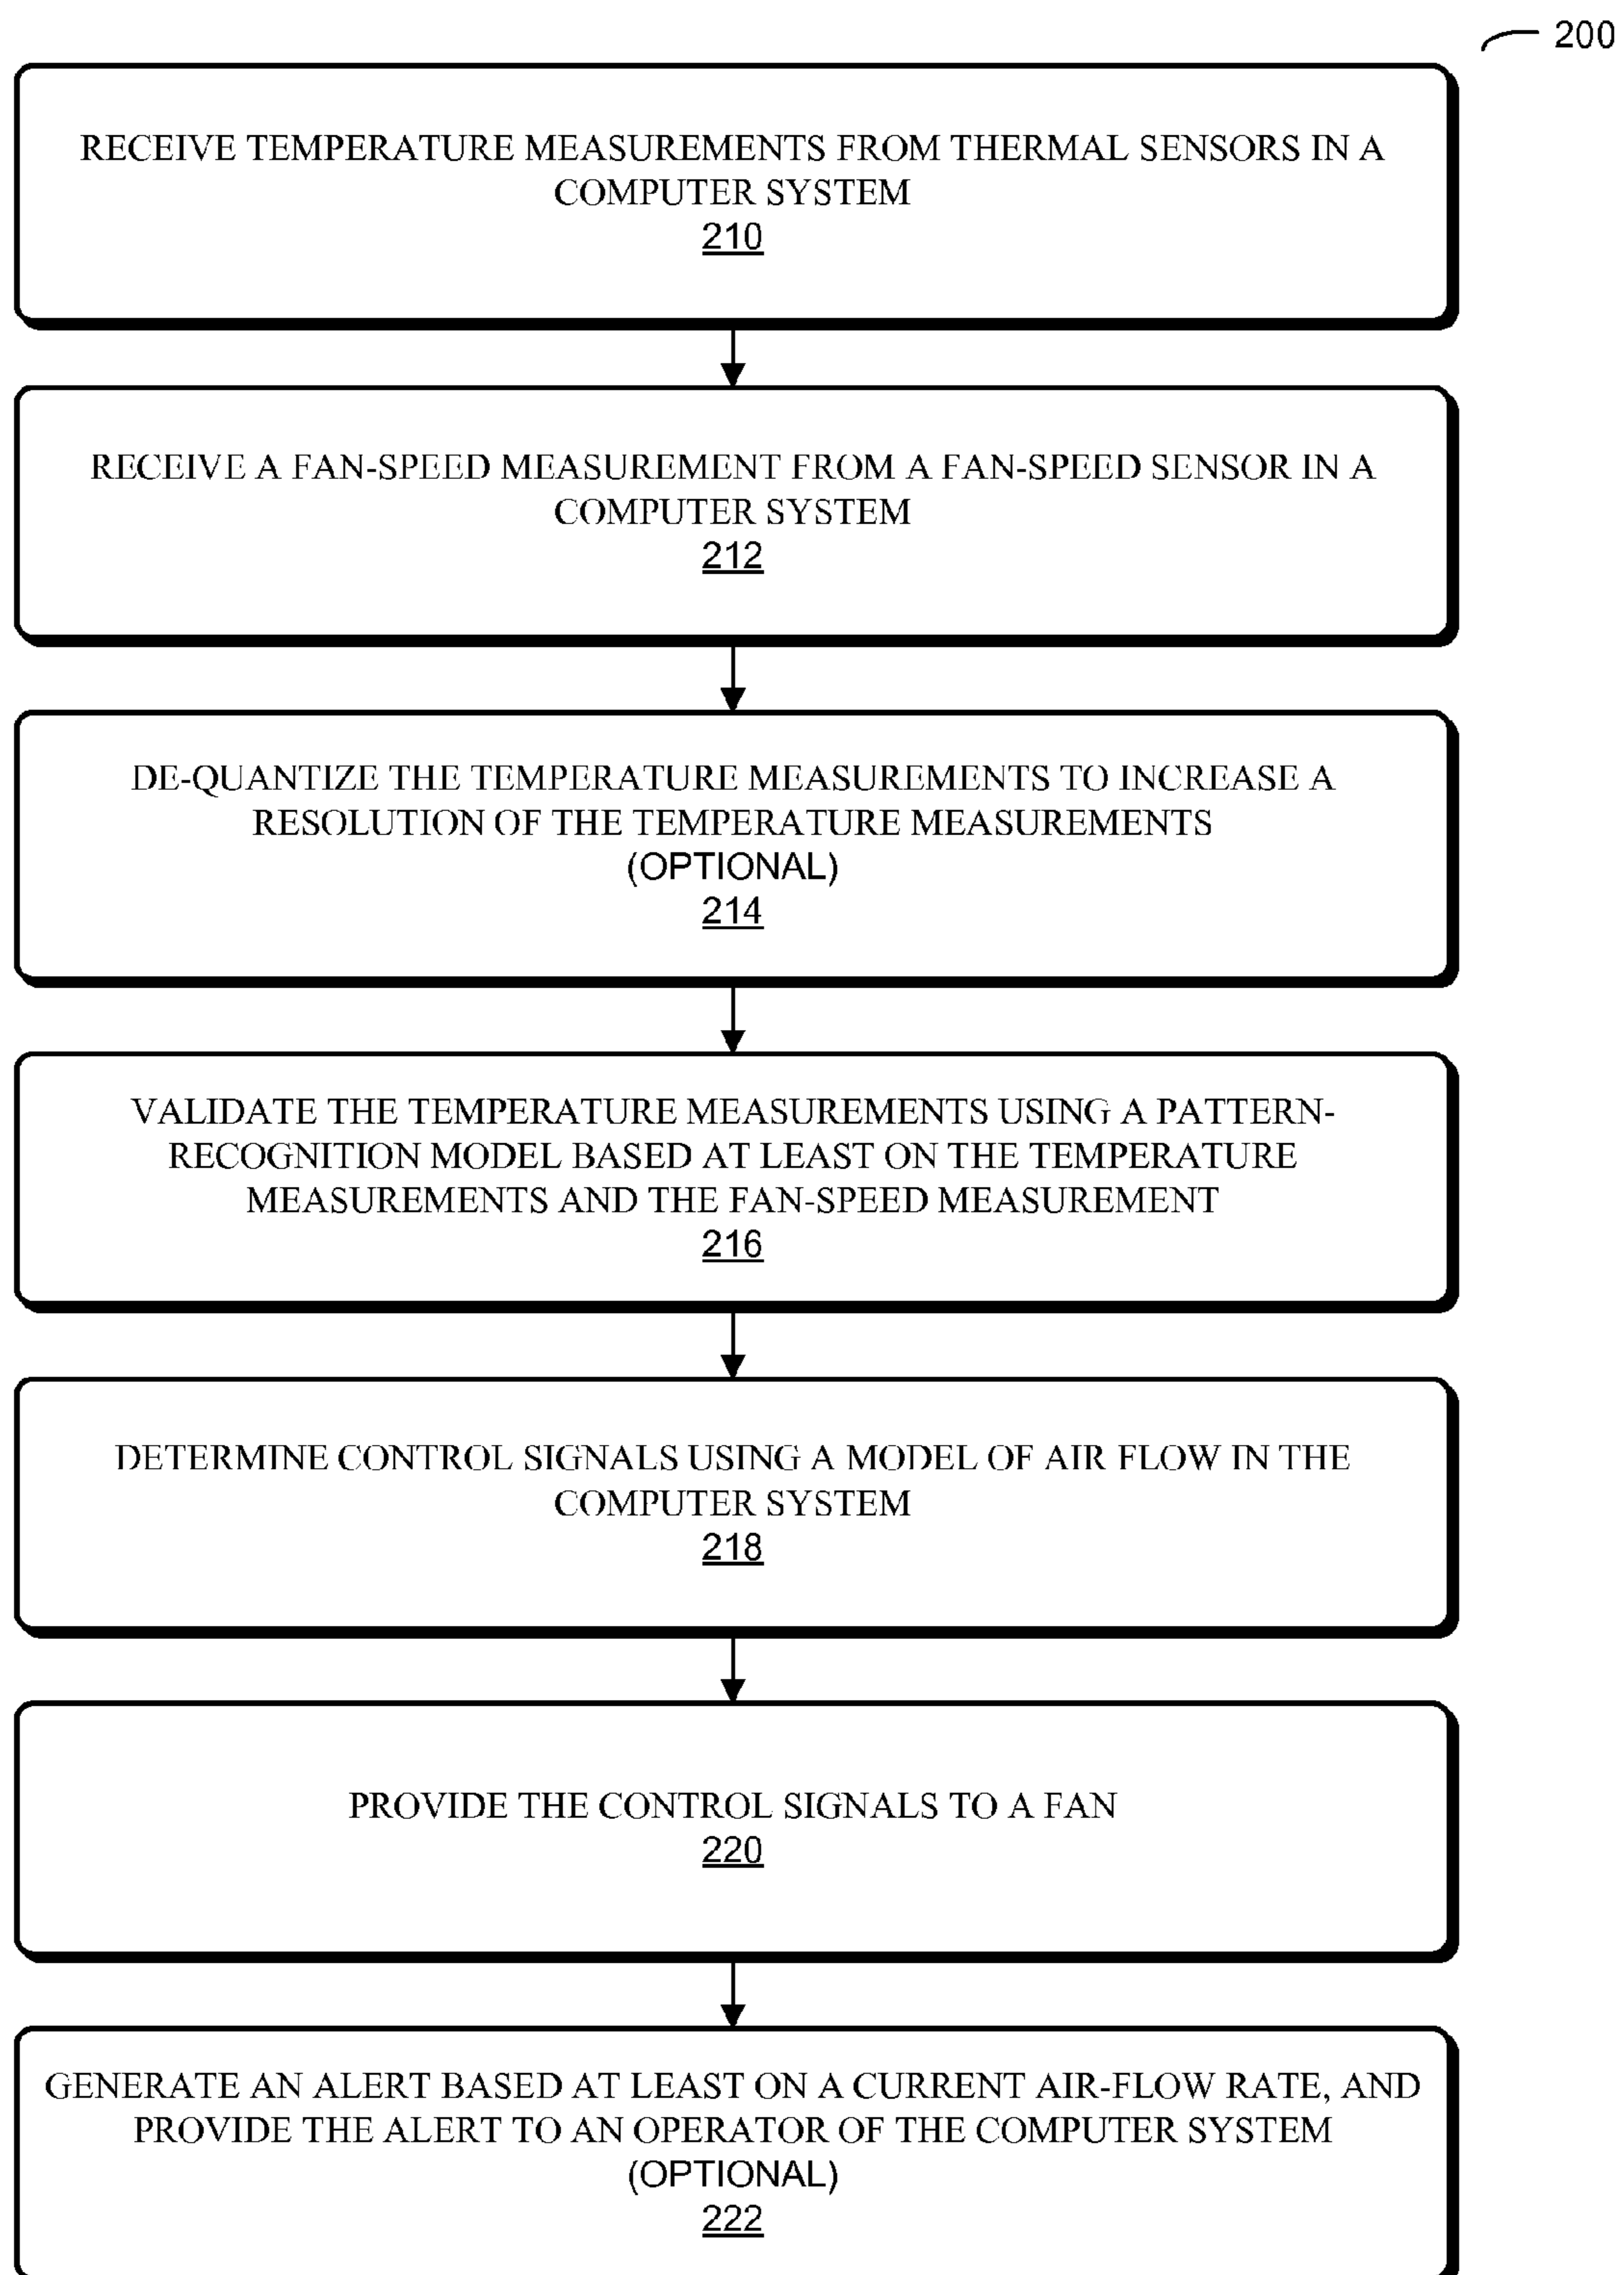 200
RECEIVE TEMPERATURE MEASUREMENTS FROM THERMAL SENSORS IN A
COMPUTER SYSTEM
210
RECEIVE A FAN-SPEED MEASUREMENT FROM A FAN-SPEED SENSOR IN A
COMPUTER SYSTEM
212
DE-QUANTIZE THE TEMPERATURE MEASUREMENTS TO INCREASE A
RESOLUTION OF THE TEMPERATURE MEASUREMENTS
(OPTIONAL)
214
VALIDATE THE TEMPERATURE MEASUREMENTS USING A PATTERN-
RECOGNITION MODEL BASED AT LEAST ON THE TEMPERATURE
MEASUREMENTS AND THE FAN-SPEED MEASUREMENT
216
DETERMINE CONTROL SIGNALS USING A MODEL OF AIR FLOW IN THE
COMPUTER SYSTEM
218
PROVIDE THE CONTROL SIGNALS TO A FAN
220
GENERATE AN ALERT BASED AT LEAST ON A CURRENT AIR-FLOW RATE, AND
PROVIDE THE ALERT TO AN OPERATOR OF THE COMPUTER SYSTEM
(OPTIONAL)
222